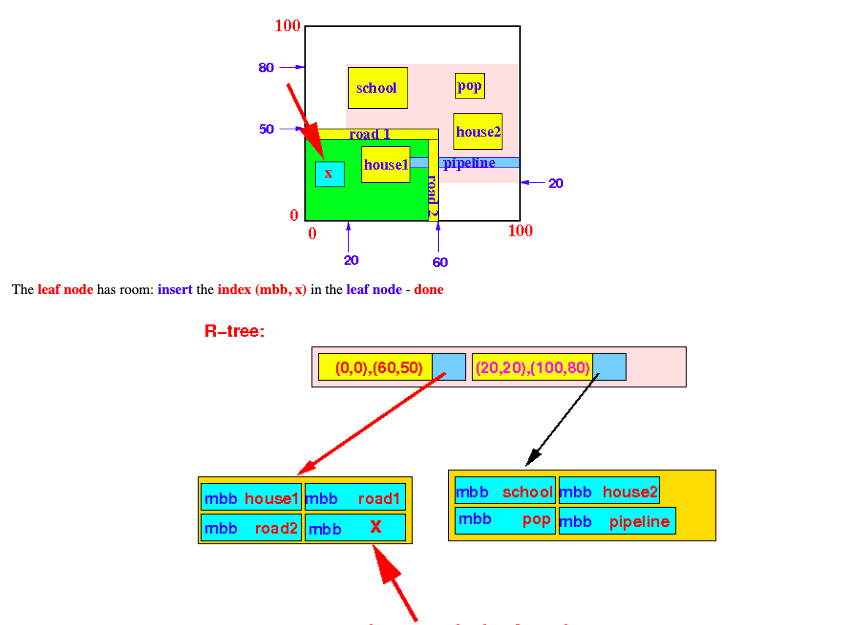 100
80
school
pop
50
road 1
house2
house1
pipeline
x
road 2
20
0
0
100
20
60
The leaf node has room: insert the index (mbb, x) in the leaf node - done
R-tree:
(0,0),(60,50) (20,20),(100,80)
mbb house1 mbb road1
mbb road2 mbb X
mbb school mbb house2
mbb pop mbb pipeline